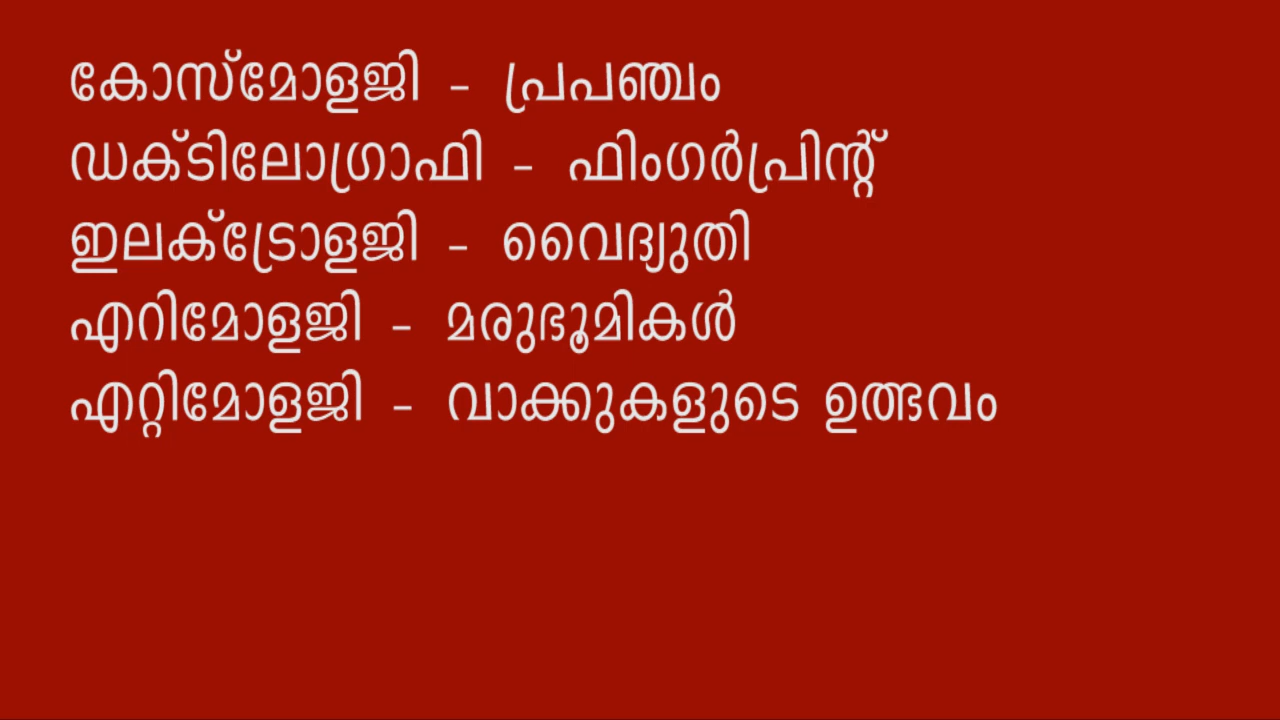 കോസ്മോളജി - പ്രപഞ്ചം
ഡക്ടിലോഗ്രാഫി - ഫിംഗർപ്രിന്റ്
ഇലക്ട്രോളജി - വൈദ്യുതി
എറിമോളജി - മരുഭൂമികൾ
എറ്റിമോളജി - വാക്കുകളുടെ ഉത്ഭവം